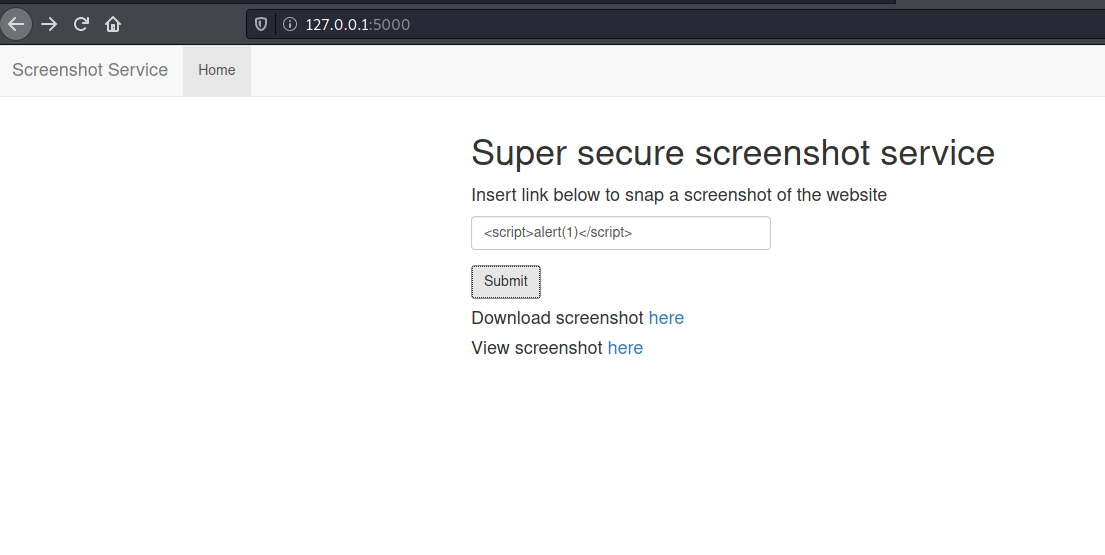 127.0.0.1:5000
Screenshot Service Home
Super secure screenshot service
Insert link below to snap a screenshot of the website
<script>alert(1)</script>
Submit
Download screenshot here
View screenshot here